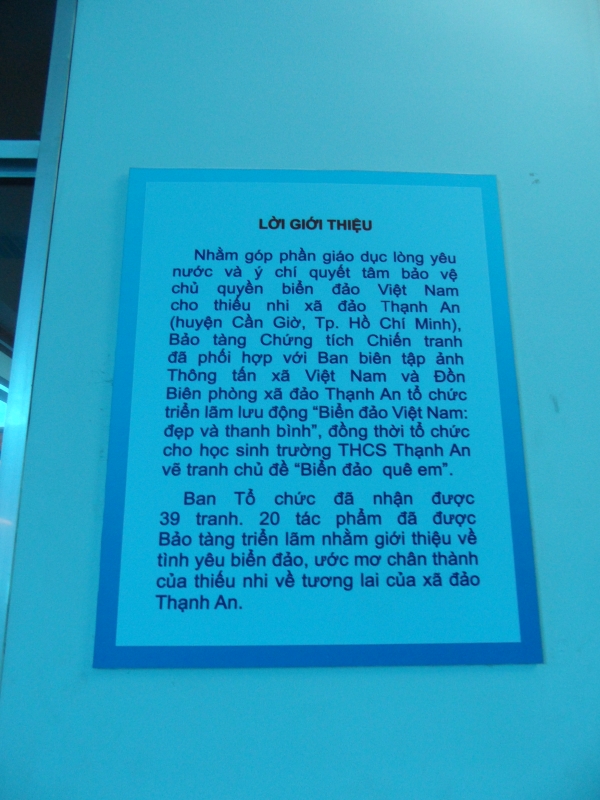 LỜI GIỚI THIỆU
Nhằm góp phần giáo dục lòng yêu
nước và ý chí quyết tâm bảo vệ
chủ quyền biển đảo Việt Nam
cho thiếu nhi xã đảo Thạnh An
(huyện Cần Giờ, Tp. Hồ Chí Minh),
Bảo tàng Chứng tích Chiến tranh
đã phối hợp với Ban biên tập ảnh
Thông tấn xã Việt Nam và Đồn
Biên phòng xã đảo Thạnh An tổ chức
triển lãm lưu động “Biển đảo Việt Nam:
đẹp và thanh bình”, đồng thời tổ chức
cho học sinh trường THCS Thạnh An
vẽ tranh chủ đề “Biển đảo quê em”.
Ban Tổ chức đã nhận được
39 tranh. 20 tác phẩm đã được
Bảo tàng triển lãm nhằm giới thiệu về
tình yêu biển đảo, ước mơ chân thành
của thiếu nhi về tương lai của xã đảo
Thạnh An.